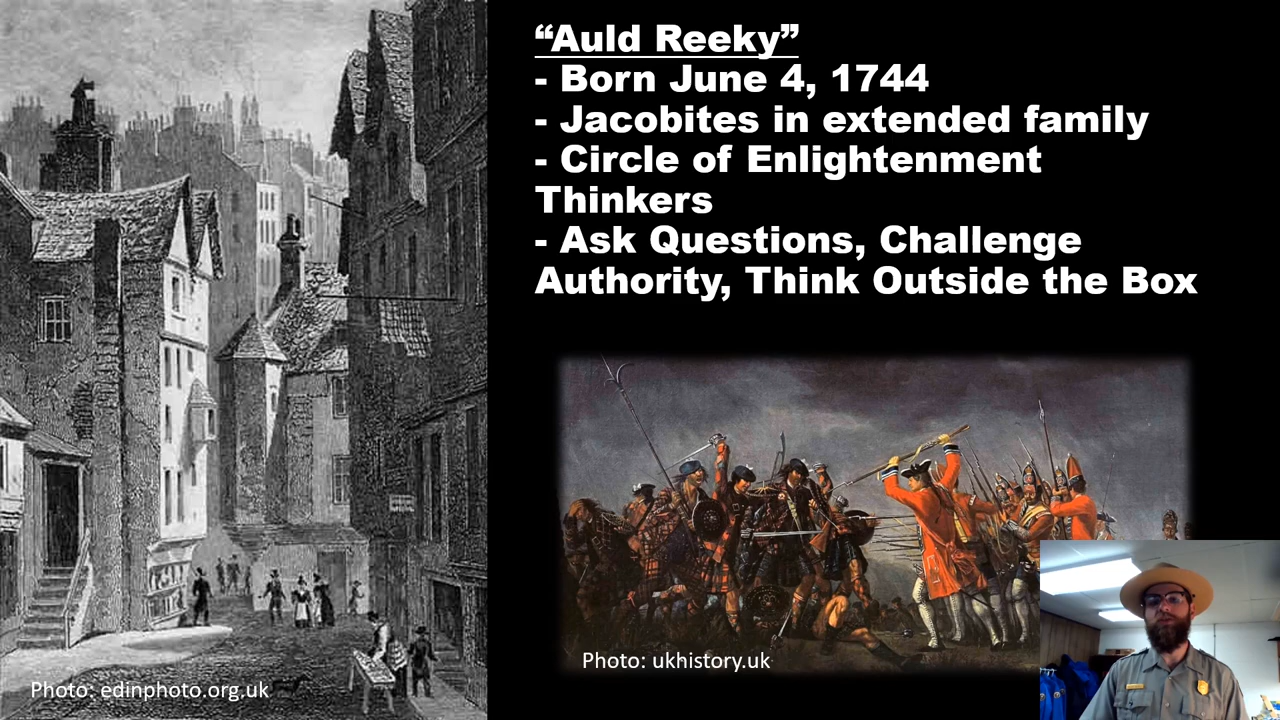 “Auld Reeky”
- Born June 4, 1744
- Jacobites in extended family
- Circle of Enlightenment
Thinkers
- Ask Questions, Challenge
Authority, Think Outside the Box
Photo: ukhistory.uk
Photo: edinphoto.org.uk